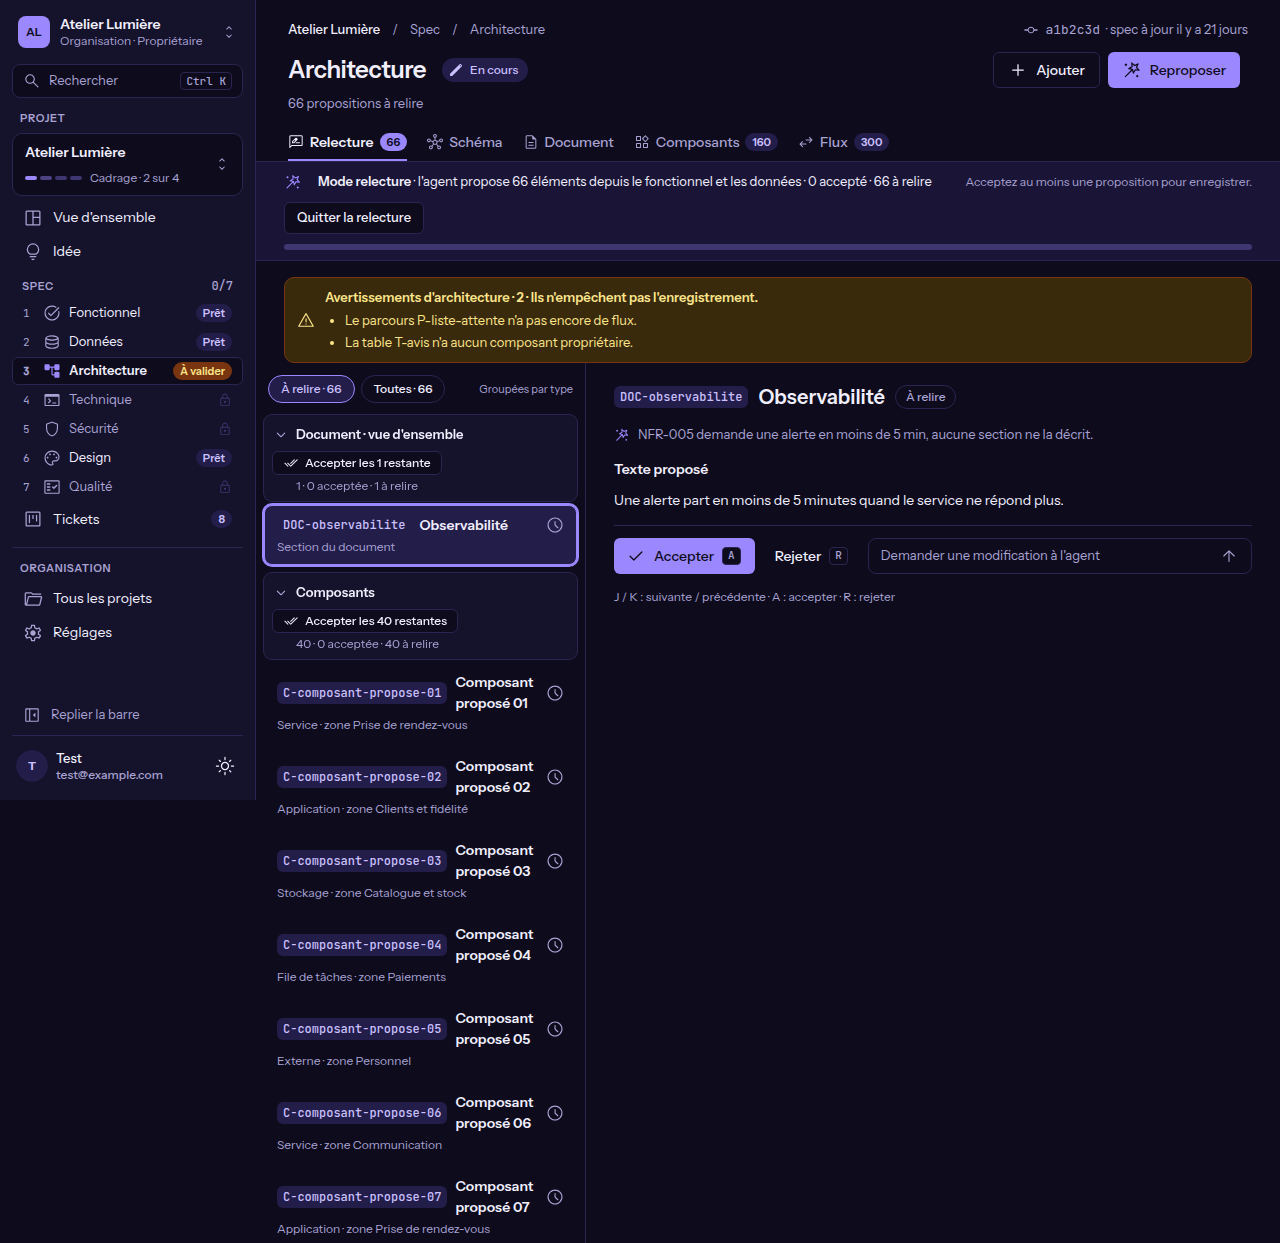 AL
Atelier Lumière
Organisation · Propriétaire
Rechercher
Ctrl K
PROJET
Atelier Lumière
Cadrage · 2 sur 4
Vue d'ensemble
Idée
SPEC 0/7
1 Fonctionnel Prêt
2 Données Prêt
3 Architecture À valider
4 Technique
5 Sécurité
6 Design Prêt
7 Qualité
Tickets 8
ORGANISATION
Tous les projets
Réglages
Replier la barre
T
Test
test@example.com
Atelier Lumière / Spec / Architecture
a1b2c3d · spec à jour il y a 21 jours
Architecture
En cours
Ajouter
Reproposer
66 propositions à relire
Relecture 66
Schéma
Document
Composants 160
Flux 300
Mode relecture · l'agent propose 66 éléments depuis le fonctionnel et les données · 0 accepté · 66 à relire
Acceptez au moins une proposition pour enregistrer.
Quitter la relecture
Avertissements d'architecture · 2 · Ils n'empêchent pas l'enregistrement.
• Le parcours P-liste-attente n'a pas encore de flux.
• La table T-avis n'a aucun composant propriétaire.
À relire · 66
Toutes · 66
Groupées par type
Document · vue d'ensemble
Accepter les 1 restante
1 · 0 acceptée · 1 à relire
DOC-observabilite Observabilité
Section du document
Composants
Accepter les 40 restantes
40 · 0 acceptée · 40 à relire
C-composant-propose-01 Composant proposé 01
Service · zone Prise de rendez-vous
C-composant-propose-02 Composant proposé 02
Application · zone Clients et fidélité
C-composant-propose-03 Composant proposé 03
Stockage · zone Catalogue et stock
C-composant-propose-04 Composant proposé 04
File de tâches · zone Paiements
C-composant-propose-05 Composant proposé 05
Externe · zone Personnel
C-composant-propose-06 Composant proposé 06
Service · zone Communication
C-composant-propose-07 Composant proposé 07
Application · zone Prise de rendez-vous
DOC-observabilite Observabilité À relire
NFR-005 demande une alerte en moins de 5 min, aucune section ne la décrit.
Texte proposé
Une alerte part en moins de 5 minutes quand le service ne répond plus.
Accepter A
Rejeter R
Demander une modification à l'agent
J / K : suivante / précédente · A : accepter · R : rejeter